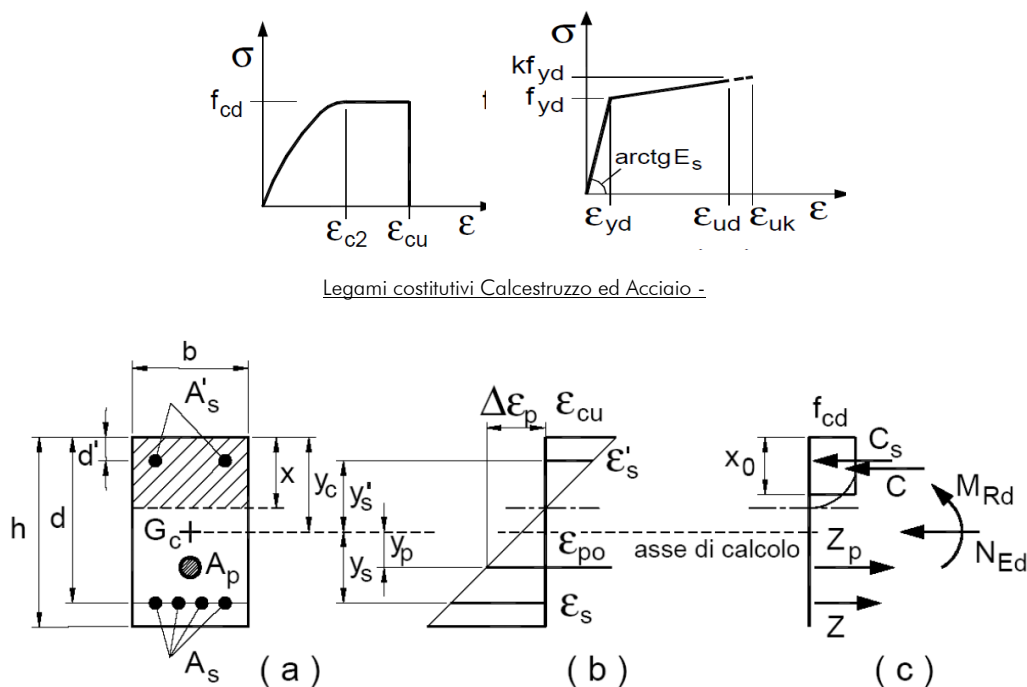 σ
f_cd
ε_c2
ε_cu
ε
σ
kf_yd
f_yd
arctg E_s
ε_yd
ε_ud
ε_uk
ε
Legami costitutivi Calcestruzzo ed Acciaio -
b
A'_s
d'
h
d
x
y_c
y'_s
G_c
y_p
A_p
y_s
A_s
( a )
Δε_p
ε_cu
ε'_s
ε_po
ε_s
( b )
asse di calcolo
f_cd
x_0
C_s
C
M_Rd
N_Ed
Z_p
Z
( c )